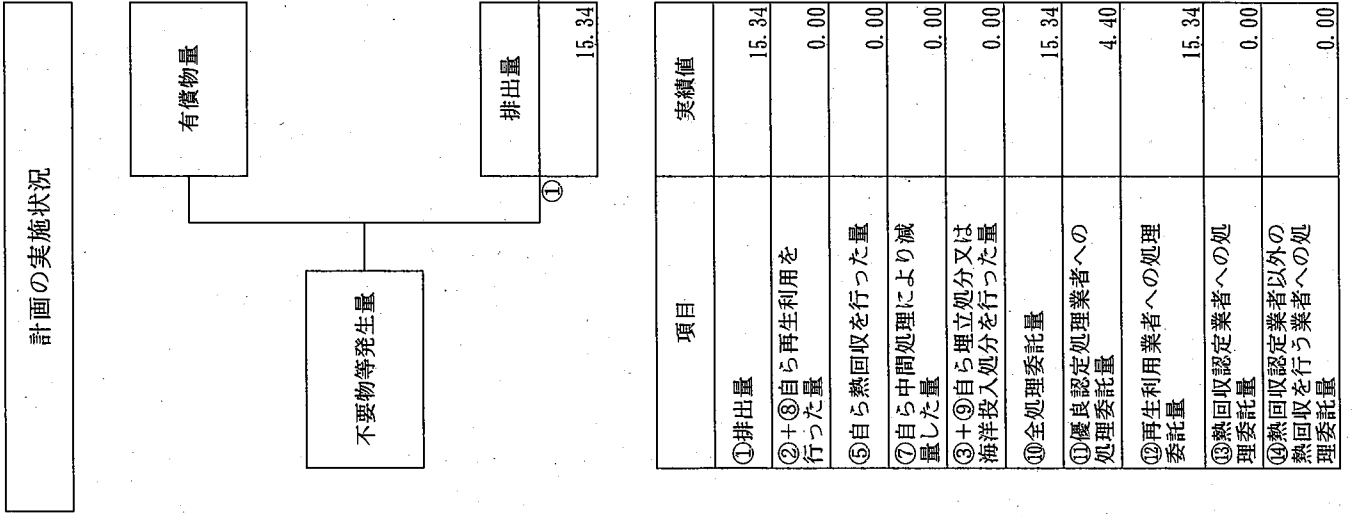 計画の実施状況
有償物量
不要物等発生量
排出量
①
15.34
項目
実績値
①排出量
15.34
②+⑧自ら再生利用を
行った量
0.00
⑤自ら熱回収を行った量
0.00
⑦自ら中間処理により減
量した量
0.00
③+⑨自ら埋立処分又は
海洋投入処分を行った量
0.00
⑩全処理委託量
15.34
⑪優良認定処理業者への
処理委託量
4.40
⑫再生利用業者への処理
委託量
15.34
⑬熱回収認定業者への処
理委託量
0.00
⑭熱回収認定業者以外の
熱回収を行う業者への処
理委託量
0.00